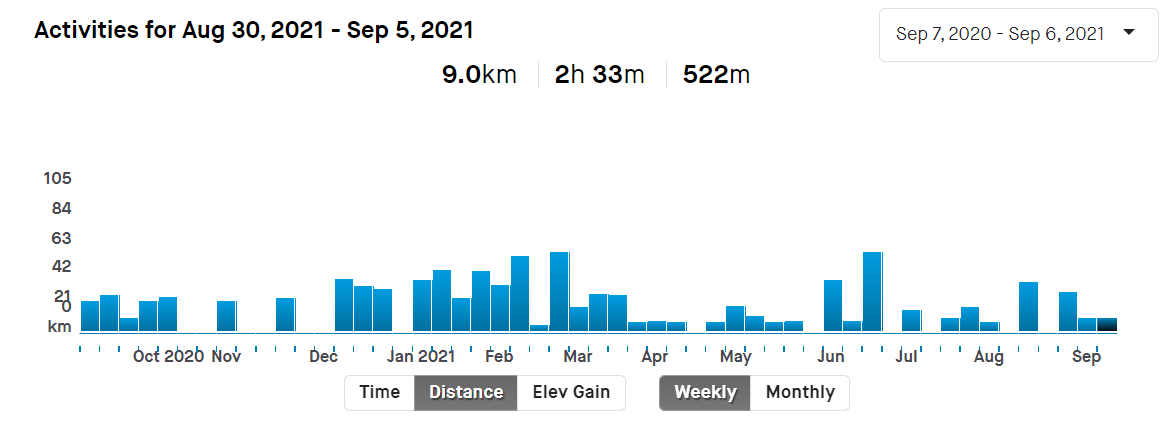 Activities for Aug 30, 2021 - Sep 5, 2021
Sep 7, 2020 - Sep 6, 2021
9.0km 2h 33m 522m
105
84
63
42
21
0
km
Oct 2020 Nov Dec Jan 2021 Feb Mar Apr May Jun Jul Aug Sep
Time Distance Elev Gain Weekly Monthly